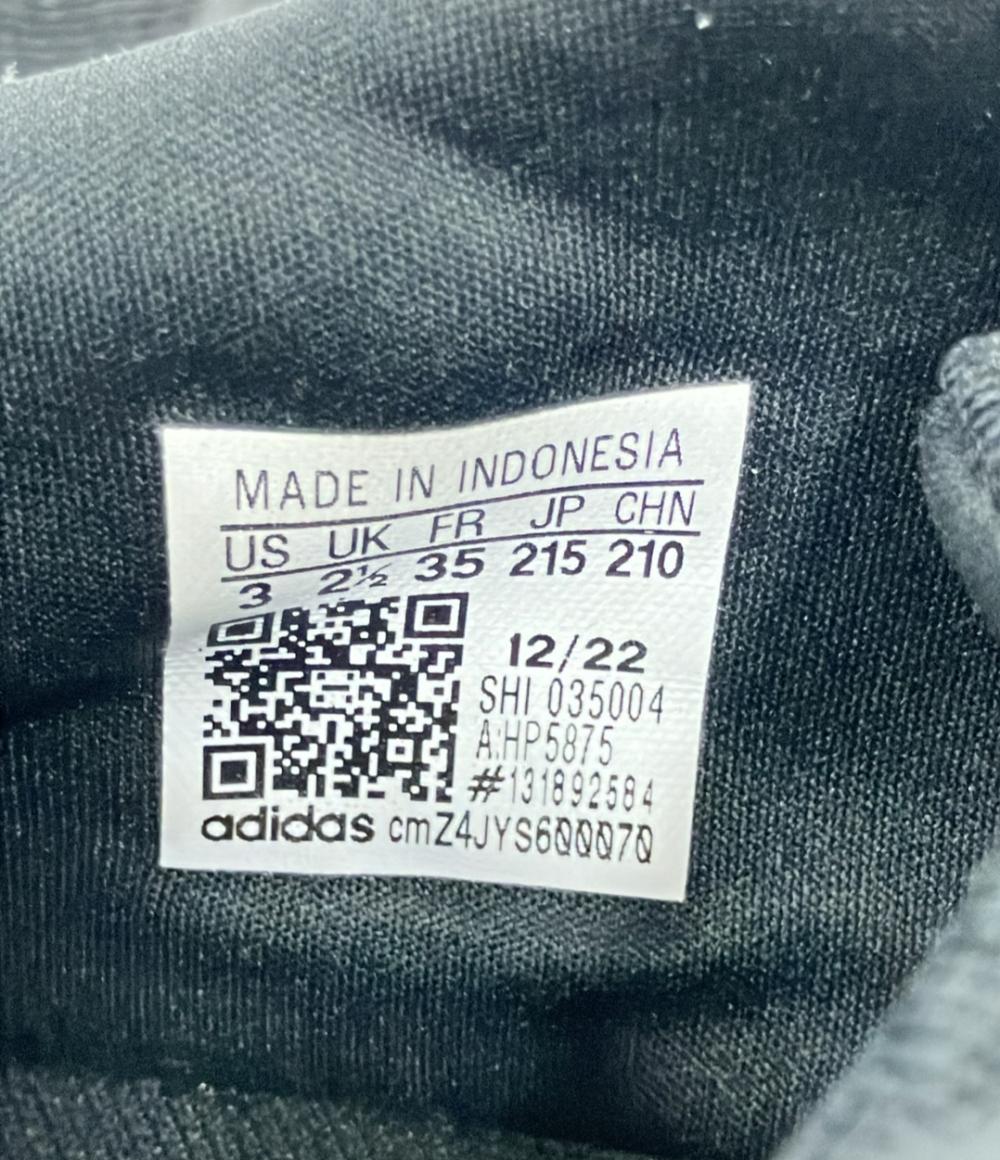 MADE IN INDONESIA
US UK FR JP CHN
3 2½ 35 215 210
12/22
SHI 035004
A:HP5875
#131892584
adidas cmZ4JYS600070